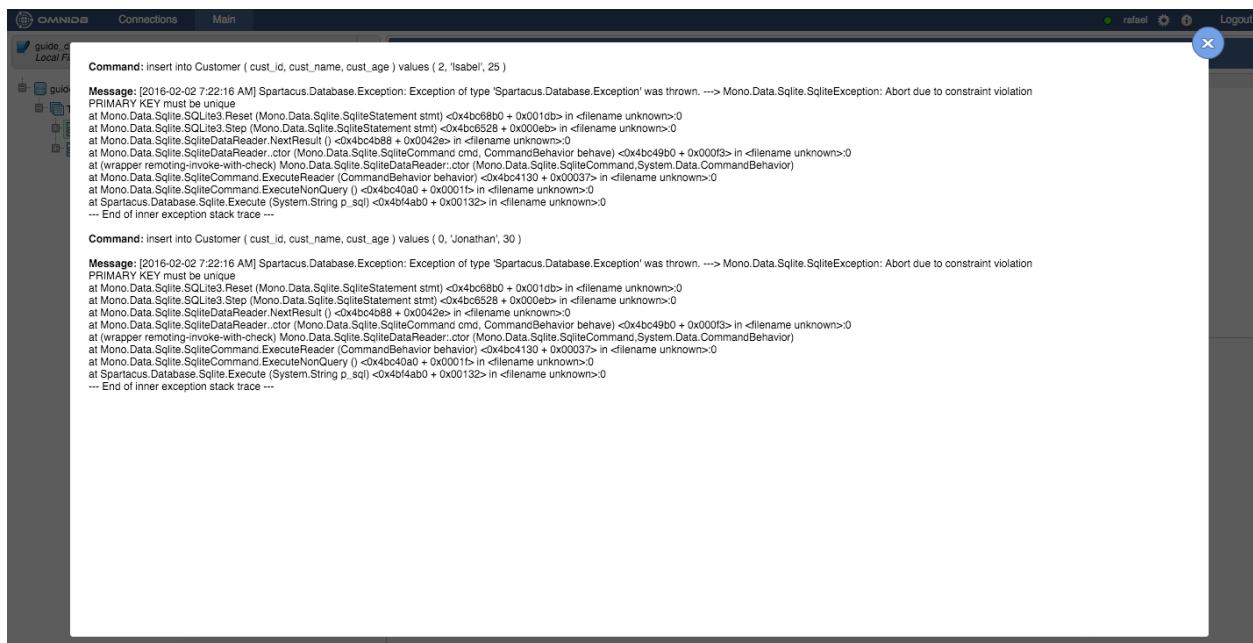 OMNIDB Connections Main rafael Logout
guide_d
Local Fi
guid
T
Command: insert into Customer ( cust_id, cust_name, cust_age ) values ( 2, 'Isabel', 25 )
Message: [2016-02-02 7:22:16 AM] Spartacus.Database.Exception: Exception of type 'Spartacus.Database.Exception' was thrown. ---> Mono.Data.Sqlite.SqliteException: Abort due to constraint violation
PRIMARY KEY must be unique
at Mono.Data.Sqlite.SQLite3.Reset (Mono.Data.Sqlite.SqliteStatement stmt) <0x4bc68b0 + 0x001db> in <filename unknown>:0
at Mono.Data.Sqlite.SQLite3.Step (Mono.Data.Sqlite.SqliteStatement stmt) <0x4bc6528 + 0x000eb> in <filename unknown>:0
at Mono.Data.Sqlite.SqliteDataReader.NextResult () <0x4bc4b88 + 0x0042e> in <filename unknown>:0
at Mono.Data.Sqlite.SqliteDataReader..ctor (Mono.Data.Sqlite.SqliteCommand cmd, CommandBehavior behave) <0x4bc49b0 + 0x000f3> in <filename unknown>:0
at (wrapper remoting-invoke-with-check) Mono.Data.Sqlite.SqliteDataReader:.ctor (Mono.Data.Sqlite.SqliteCommand,System.Data.CommandBehavior)
at Mono.Data.Sqlite.SqliteCommand.ExecuteReader (CommandBehavior behavior) <0x4bc4130 + 0x00037> in <filename unknown>:0
at Mono.Data.Sqlite.SqliteCommand.ExecuteNonQuery () <0x4bc40a0 + 0x0001f> in <filename unknown>:0
at Spartacus.Database.Sqlite.Execute (System.String p_sql) <0x4bf4ab0 + 0x00132> in <filename unknown>:0
--- End of inner exception stack trace ---
Command: insert into Customer ( cust_id, cust_name, cust_age ) values ( 0, 'Jonathan', 30 )
Message: [2016-02-02 7:22:16 AM] Spartacus.Database.Exception: Exception of type 'Spartacus.Database.Exception' was thrown. ---> Mono.Data.Sqlite.SqliteException: Abort due to constraint violation
PRIMARY KEY must be unique
at Mono.Data.Sqlite.SQLite3.Reset (Mono.Data.Sqlite.SqliteStatement stmt) <0x4bc68b0 + 0x001db> in <filename unknown>:0
at Mono.Data.Sqlite.SQLite3.Step (Mono.Data.Sqlite.SqliteStatement stmt) <0x4bc6528 + 0x000eb> in <filename unknown>:0
at Mono.Data.Sqlite.SqliteDataReader.NextResult () <0x4bc4b88 + 0x0042e> in <filename unknown>:0
at Mono.Data.Sqlite.SqliteDataReader..ctor (Mono.Data.Sqlite.SqliteCommand cmd, CommandBehavior behave) <0x4bc49b0 + 0x000f3> in <filename unknown>:0
at (wrapper remoting-invoke-with-check) Mono.Data.Sqlite.SqliteDataReader:.ctor (Mono.Data.Sqlite.SqliteCommand,System.Data.CommandBehavior)
at Mono.Data.Sqlite.SqliteCommand.ExecuteReader (CommandBehavior behavior) <0x4bc4130 + 0x00037> in <filename unknown>:0
at Mono.Data.Sqlite.SqliteCommand.ExecuteNonQuery () <0x4bc40a0 + 0x0001f> in <filename unknown>:0
at Spartacus.Database.Sqlite.Execute (System.String p_sql) <0x4bf4ab0 + 0x00132> in <filename unknown>:0
--- End of inner exception stack trace ---